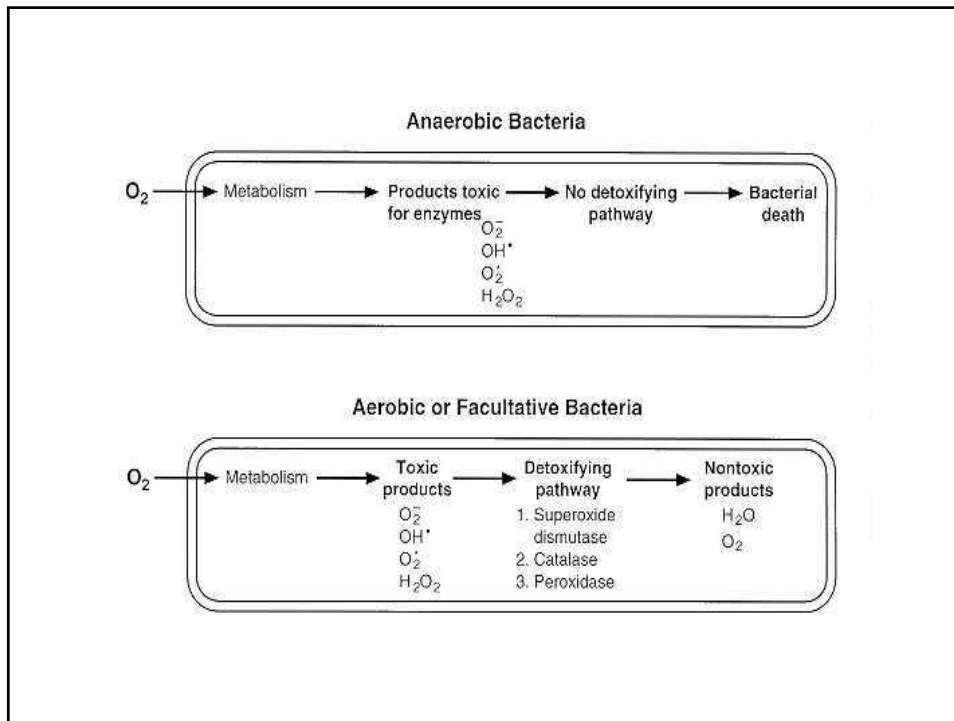 Anaerobic Bacteria
O₂ Metabolism Products toxic No detoxifying Bacterial
for enzymes pathway death
O₂⁻
OH•
O₂•
H₂O₂
Aerobic or Facultative Bacteria
O₂ Metabolism Toxic Detoxifying Nontoxic
products pathway products
O₂⁻ 1. Superoxide H₂O
OH• dismutase O₂
O₂• 2. Catalase
H₂O₂ 3. Peroxidase